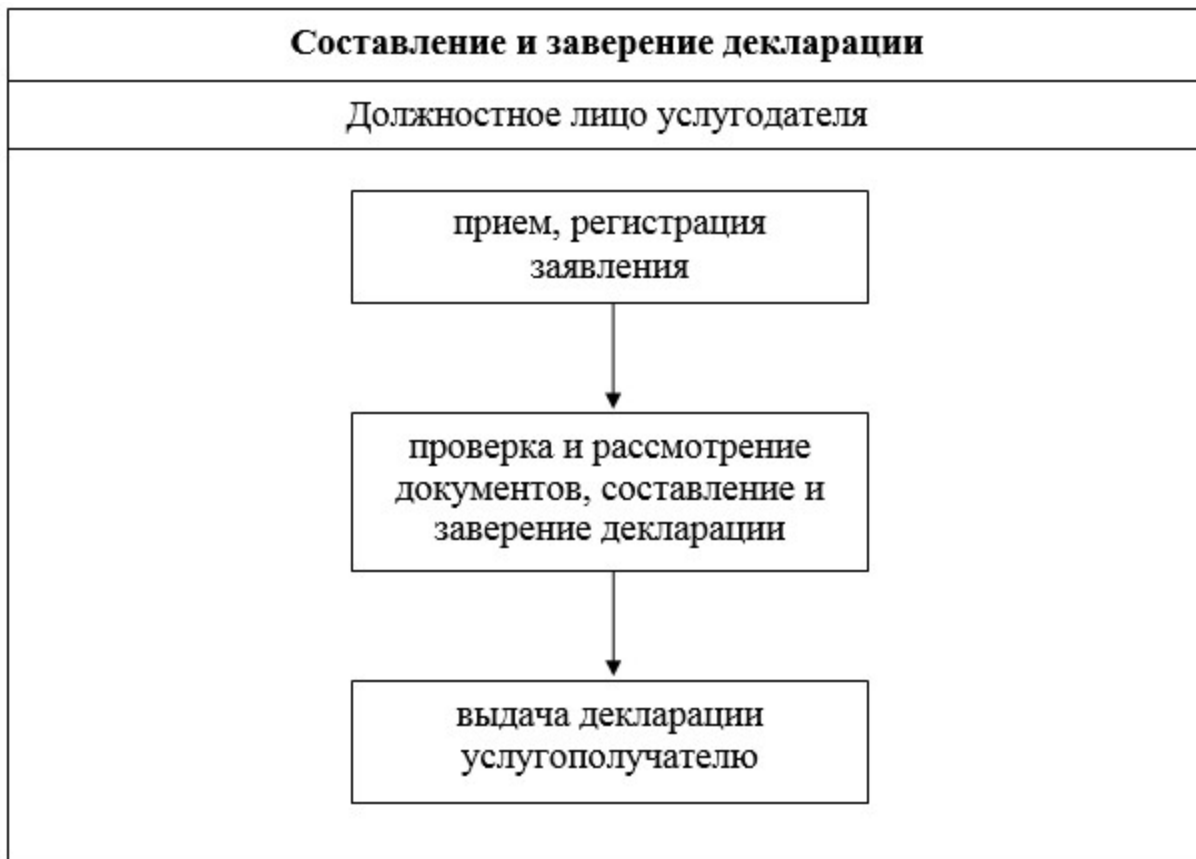 Составление и заверение декларации
Должностное лицо услугодателя
прием, регистрация
заявления
проверка и рассмотрение
документов, составление и
заверение декларации
выдача декларации
услугополучателю